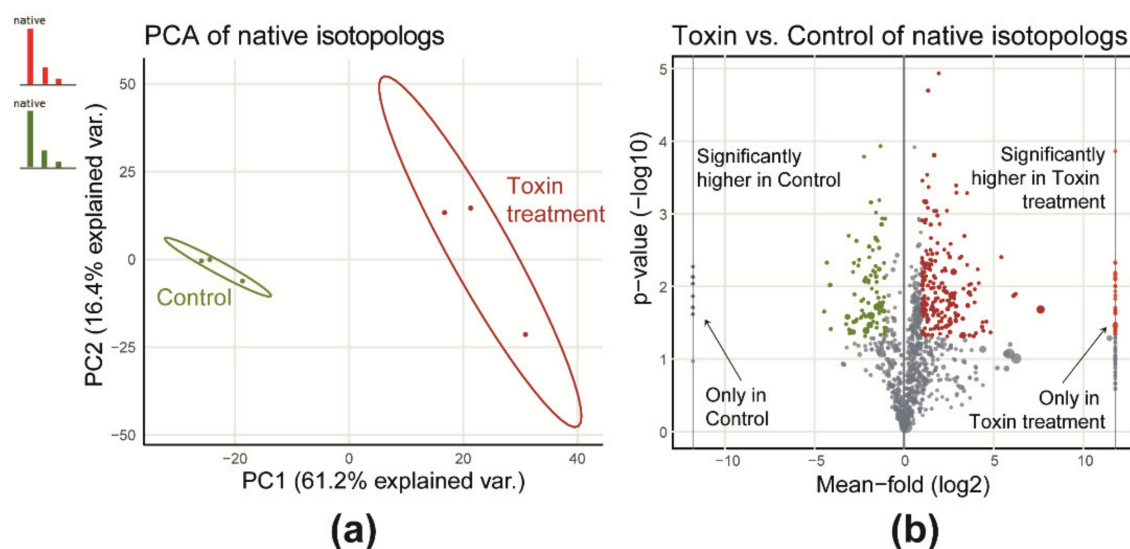 native
native
PCA of native isotopologs
PC2 (16.4% explained var.)
50
25
0
−25
−50
Toxin
treatment
Control
−20
0
20
40
PC1 (61.2% explained var.)
(a)
Toxin vs. Control of native isotopologs
p-value (−log10)
5
4
3
2
1
0
Significantly
higher in Control
Significantly
higher in Toxin
treatment
Only in
Control
Only in
Toxin treatment
−10
−5
0
5
10
Mean−fold (log2)
(b)